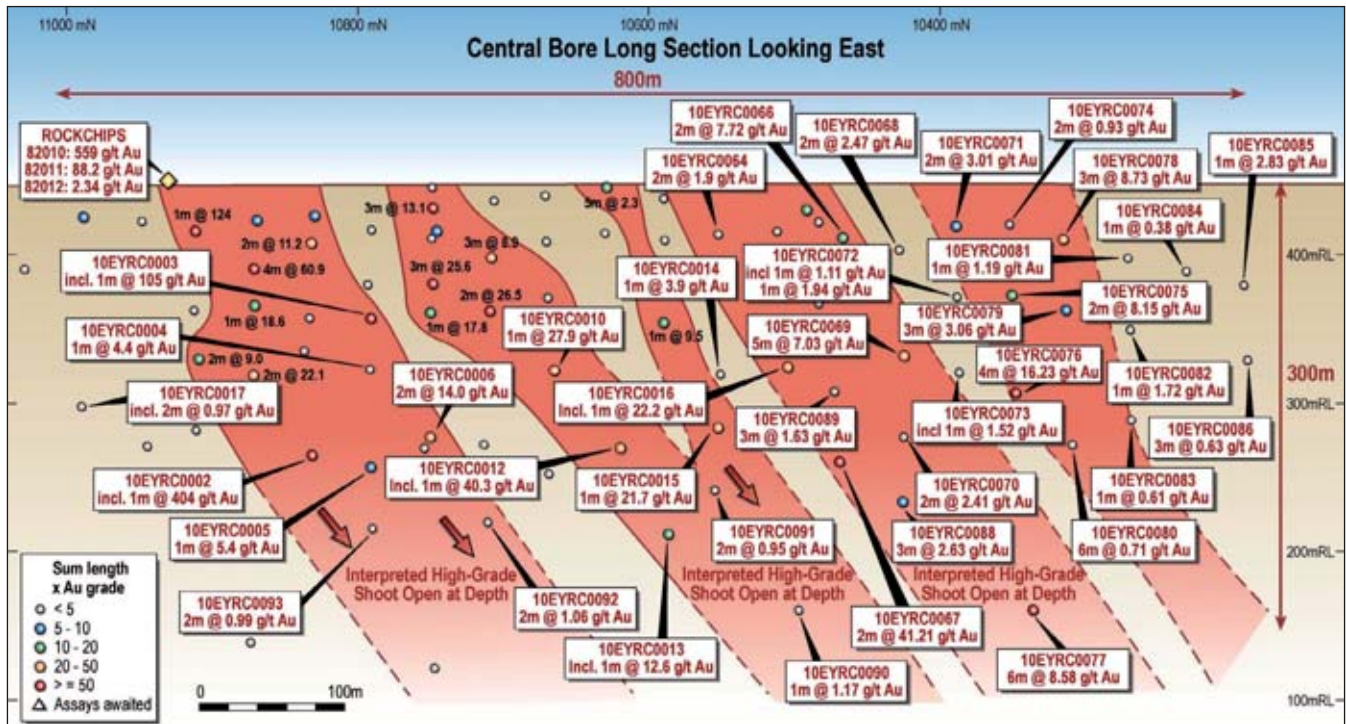 11000 mN
10800 mN
10600 mN
10400 mN
Central Bore Long Section Looking East
800m
ROCKCHIPS
82010: 559 g/t Au
82011: 88.2 g/t Au
82012: 2.34 g/t Au
10EYRC0066
2m @ 7.72 g/t Au
10EYRC0068
2m @ 2.47 g/t Au
10EYRC0074
2m @ 0.93 g/t Au
10EYRC0064
2m @ 1.9 g/t Au
10EYRC0071
2m @ 3.01 g/t Au
10EYRC0078
3m @ 8.73 g/t Au
10EYRC0085
1m @ 2.83 g/t Au
10EYRC0084
1m @ 0.38 g/t Au
1m @ 124
3m @ 13.1
5m @ 2.3
2m @ 11.2
3m @ 8.9
4m @ 60.9
3m @ 25.6
2m @ 26.5
1m @ 18.6
1m @ 17.8
1m @ 9.5
2m @ 9.0
2m @ 22.1
10EYRC0003
incl. 1m @ 105 g/t Au
10EYRC0004
1m @ 4.4 g/t Au
10EYRC0017
incl. 2m @ 0.97 g/t Au
10EYRC0002
incl. 1m @ 404 g/t Au
10EYRC0005
1m @ 5.4 g/t Au
10EYRC0006
2m @ 14.0 g/t Au
10EYRC0010
1m @ 27.9 g/t Au
10EYRC0014
1m @ 3.9 g/t Au
10EYRC0072
incl 1m @ 1.11 g/t Au
1m @ 1.94 g/t Au
10EYRC0081
1m @ 1.19 g/t Au
10EYRC0075
2m @ 8.15 g/t Au
10EYRC0079
3m @ 3.06 g/t Au
10EYRC0069
5m @ 7.03 g/t Au
10EYRC0076
4m @ 16.23 g/t Au
10EYRC0082
1m @ 1.72 g/t Au
10EYRC0016
Incl. 1m @ 22.2 g/t Au
10EYRC0089
3m @ 1.63 g/t Au
10EYRC0073
incl 1m @ 1.52 g/t Au
10EYRC0086
3m @ 0.63 g/t Au
10EYRC0012
Incl. 1m @ 40.3 g/t Au
10EYRC0015
1m @ 21.7 g/t Au
10EYRC0070
2m @ 2.41 g/t Au
10EYRC0083
1m @ 0.61 g/t Au
10EYRC0091
2m @ 0.95 g/t Au
10EYRC0088
3m @ 2.63 g/t Au
10EYRC0080
6m @ 0.71 g/t Au
400mRL
300mRL
300m
200mRL
100mRL
Interpreted High-Grade
Shoot Open at Depth
Interpreted High-Grade
Shoot Open at Depth
Interpreted High-Grade
Shoot Open at Depth
10EYRC0093
2m @ 0.99 g/t Au
10EYRC0092
2m @ 1.06 g/t Au
10EYRC0013
Incl. 1m @ 12.6 g/t Au
10EYRC0067
2m @ 41.21 g/t Au
10EYRC0090
1m @ 1.17 g/t Au
10EYRC0077
6m @ 8.58 g/t Au
Sum length
x Au grade
< 5
5 - 10
10 - 20
20 - 50
> = 50
Assays awaited
0
100m